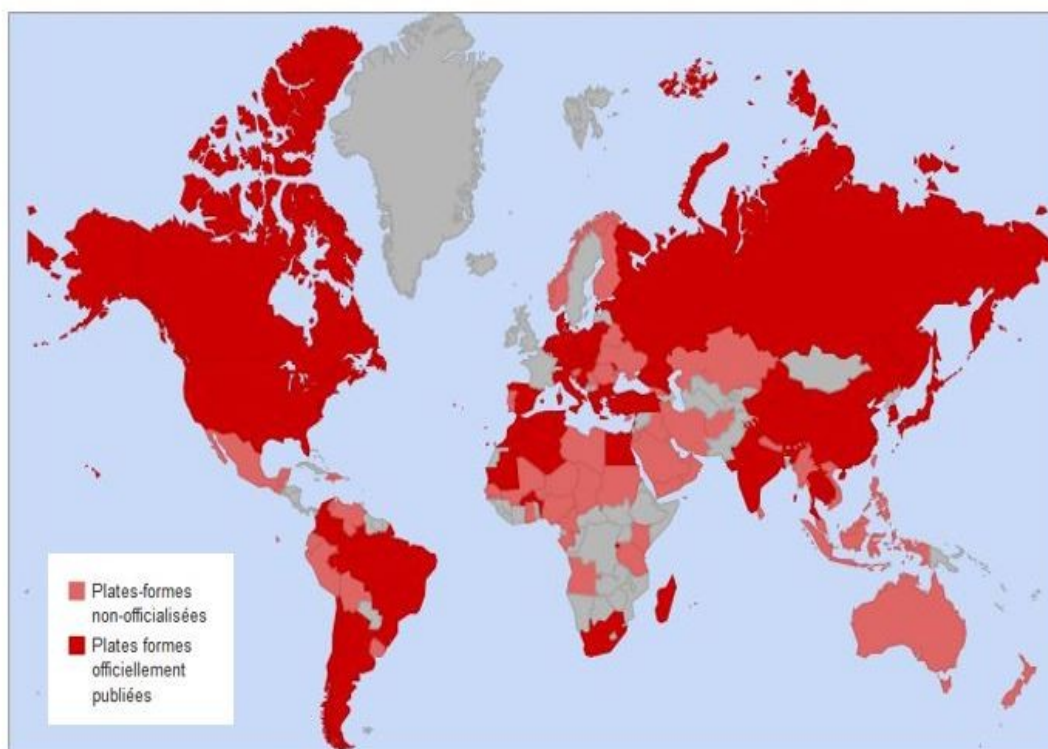 Plates-formes
non-officialisées
Plates formes
officiellement
publiées